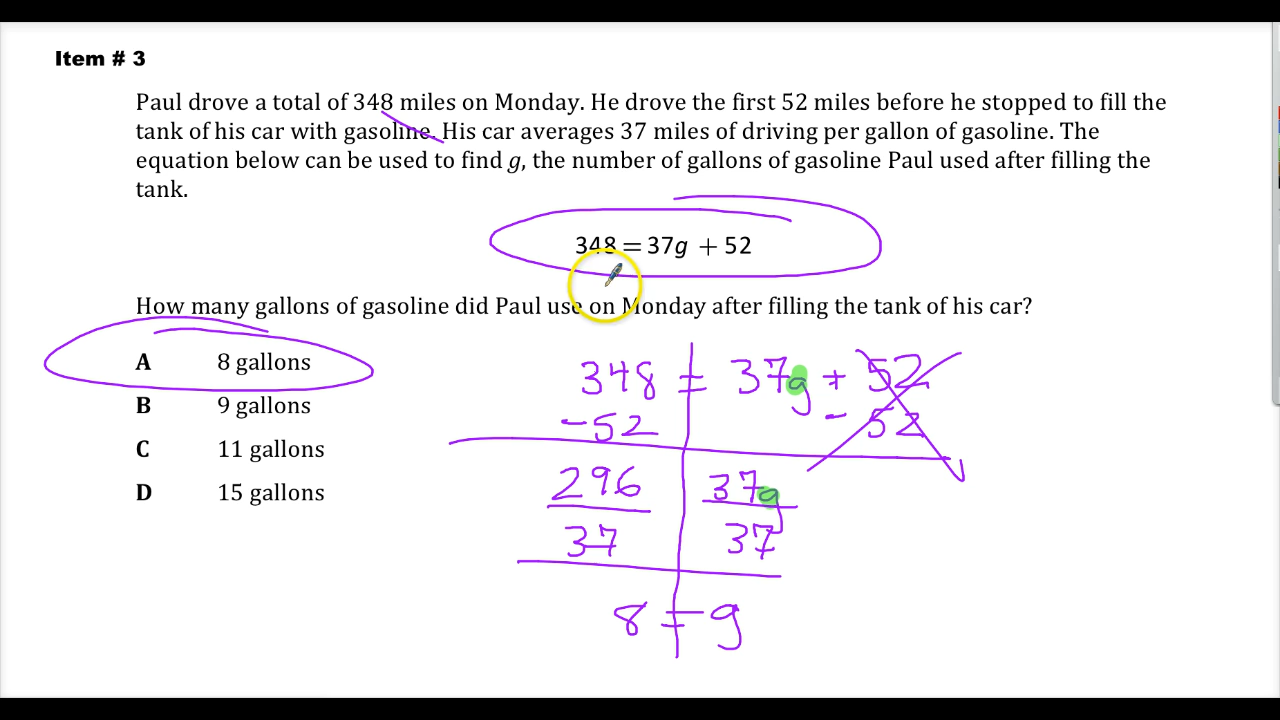 Item # 3
Paul drove a total of 348 miles on Monday. He drove the first 52 miles before he stopped to fill the
tank of his car with gasoline. His car averages 37 miles of driving per gallon of gasoline. The
equation below can be used to find g, the number of gallons of gasoline Paul used after filling the
tank.
348 = 37g + 52
How many gallons of gasoline did Paul use on Monday after filling the tank of his car?
A 8 gallons
B 9 gallons
C 11 gallons
D 15 gallons
348 = 37g + 52
-52 - 52
296 37g
37 37
8 = g